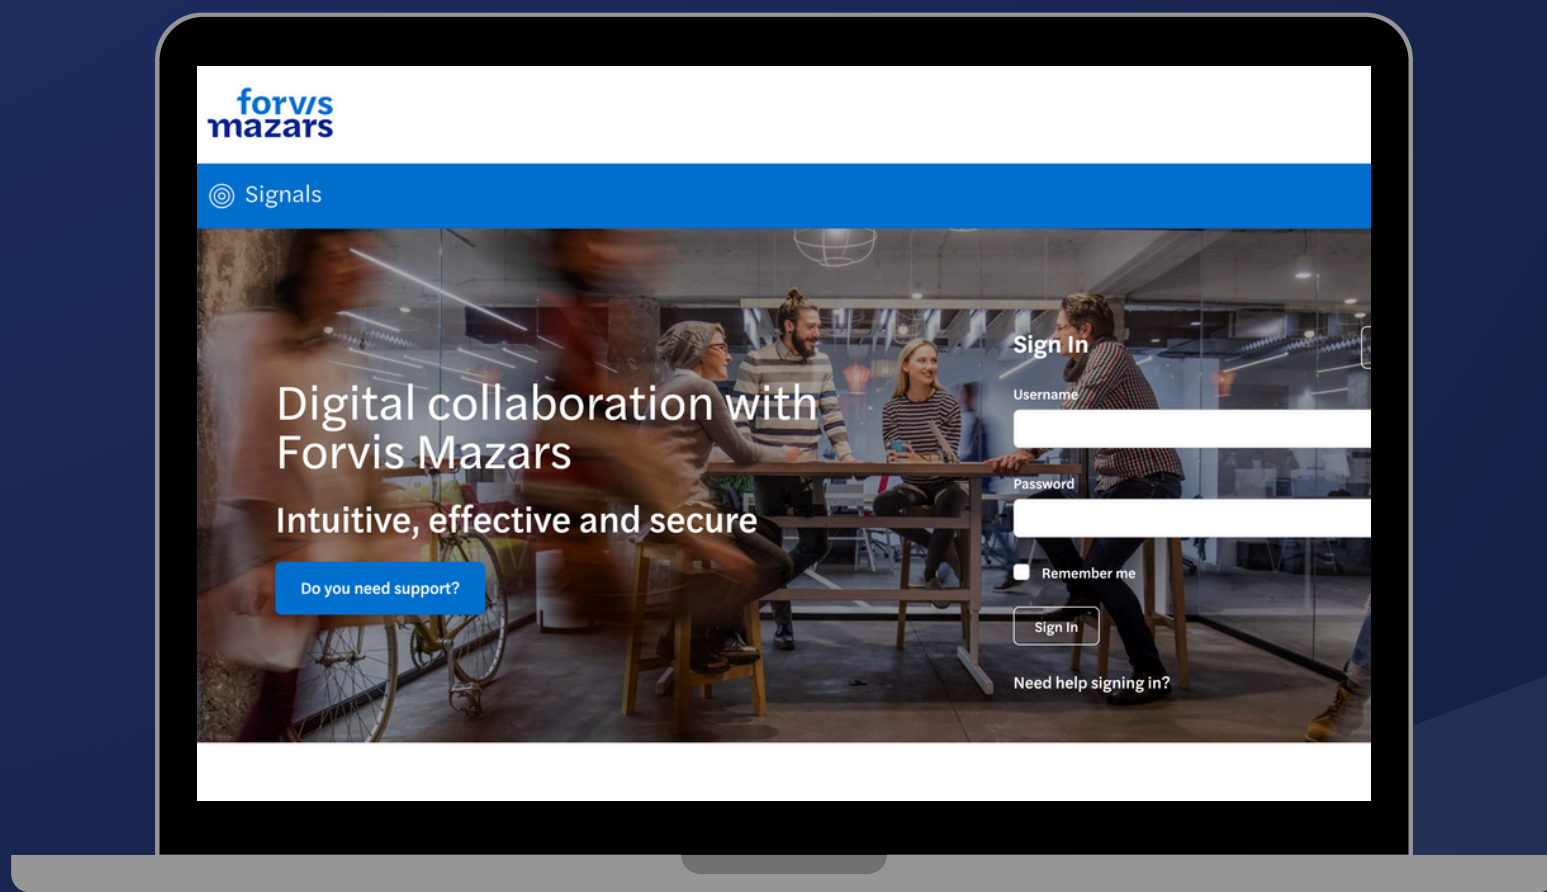 forvis
mazars
Signals
Digital collaboration with
Forvis Mazars
Intuitive, effective and secure
Do you need support?
Sign In
Username
Password
Remember me
Sign In
Need help signing in?